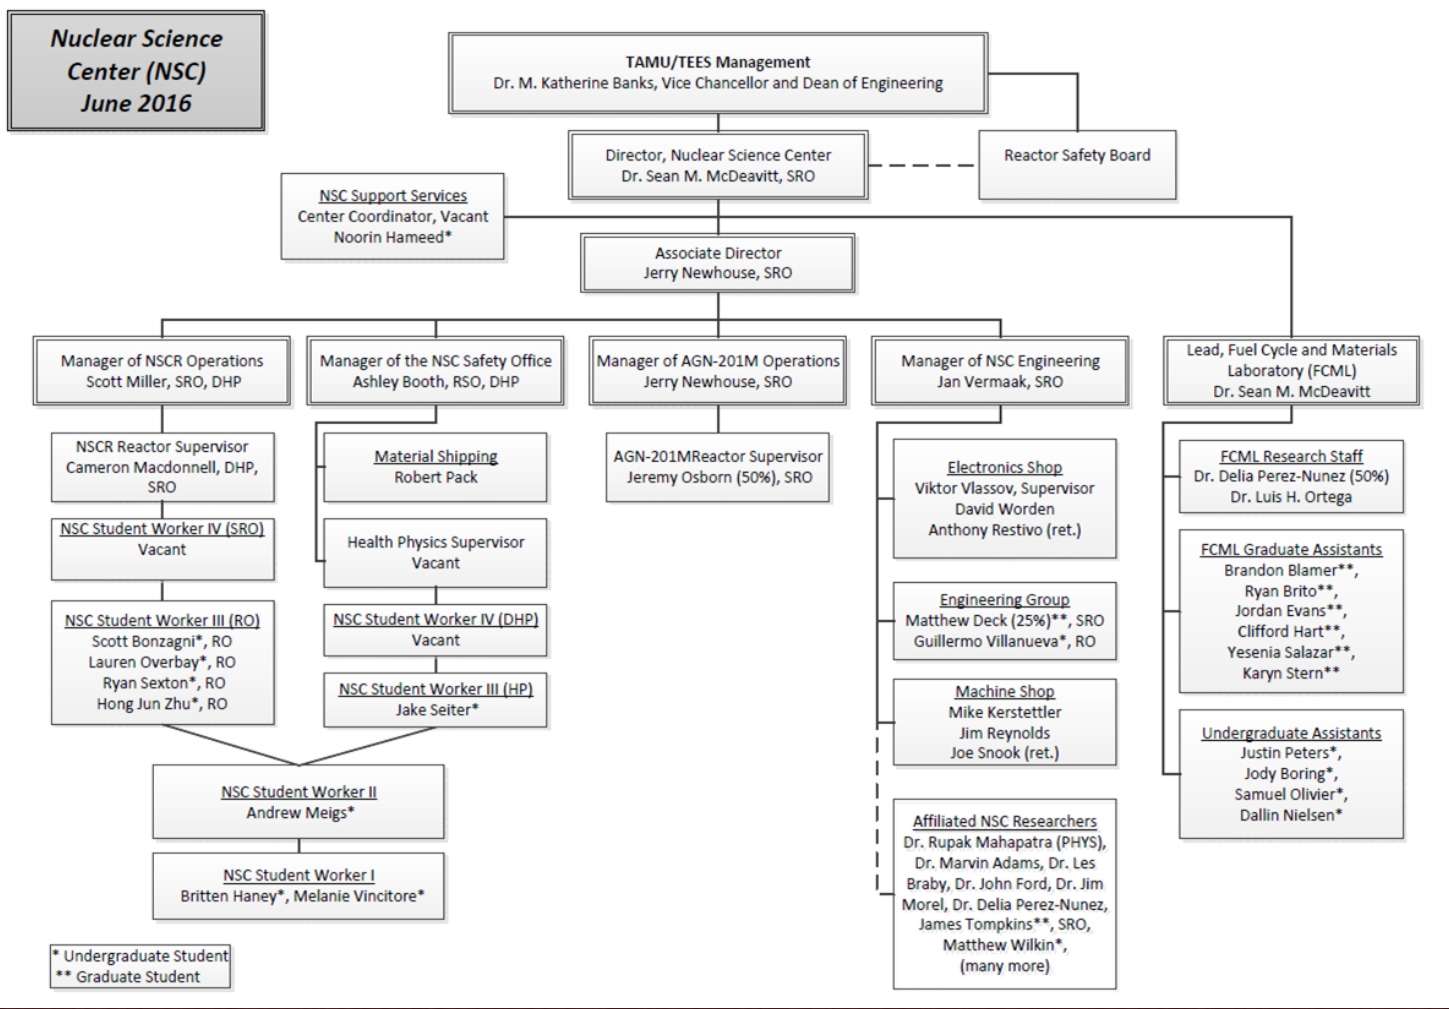 Nuclear Science
Center (NSC)
June 2016
TAMU/TEES Management
Dr. M. Katherine Banks, Vice Chancellor and Dean of Engineering
Director, Nuclear Science Center
Dr. Sean M. McDeavitt, SRO
Reactor Safety Board
NSC Support Services
Center Coordinator, Vacant
Noorin Hameed*
Associate Director
Jerry Newhouse, SRO
Manager of NSCR Operations
Scott Miller, SRO, DHP
Manager of the NSC Safety Office
Ashley Booth, RSO, DHP
Manager of AGN-201M Operations
Jerry Newhouse, SRO
Manager of NSC Engineering
Jan Vermaak, SRO
Lead, Fuel Cycle and Materials
Laboratory (FCML)
Dr. Sean M. McDeavitt
NSCR Reactor Supervisor
Cameron Macdonnell, DHP,
SRO
NSC Student Worker IV (SRO)
Vacant
NSC Student Worker III (RO)
Scott Bonzagni*, RO
Lauren Overbay*, RO
Ryan Sexton*, RO
Hong Jun Zhu*, RO
Material Shipping
Robert Pack
Health Physics Supervisor
Vacant
NSC Student Worker IV (DHP)
Vacant
NSC Student Worker III (HP)
Jake Seiter*
NSC Student Worker II
Andrew Meigs*
NSC Student Worker I
Britten Haney*, Melanie Vincitore*
AGN-201MReactor Supervisor
Jeremy Osborn (50%), SRO
Electronics Shop
Viktor Vlassov, Supervisor
David Worden
Anthony Restivo (ret.)
Engineering Group
Matthew Deck (25%)**, SRO
Guillermo Villanueva*, RO
Machine Shop
Mike Kerstettler
Jim Reynolds
Joe Snook (ret.)
Affiliated NSC Researchers
Dr. Rupak Mahapatra (PHYS),
Dr. Marvin Adams, Dr. Les
Braby, Dr. John Ford, Dr. Jim
Morel, Dr. Delia Perez-Nunez,
James Tompkins**, SRO,
Matthew Wilkin*,
(many more)
FCML Research Staff
Dr. Delia Perez-Nunez (50%)
Dr. Luis H. Ortega
FCML Graduate Assistants
Brandon Blamer**,
Ryan Brito**,
Jordan Evans**,
Clifford Hart**,
Yesenia Salazar**,
Karyn Stern**
Undergraduate Assistants
Justin Peters*,
Jody Boring*,
Samuel Olivier*,
Dallin Nielsen*
* Undergraduate Student
** Graduate Student